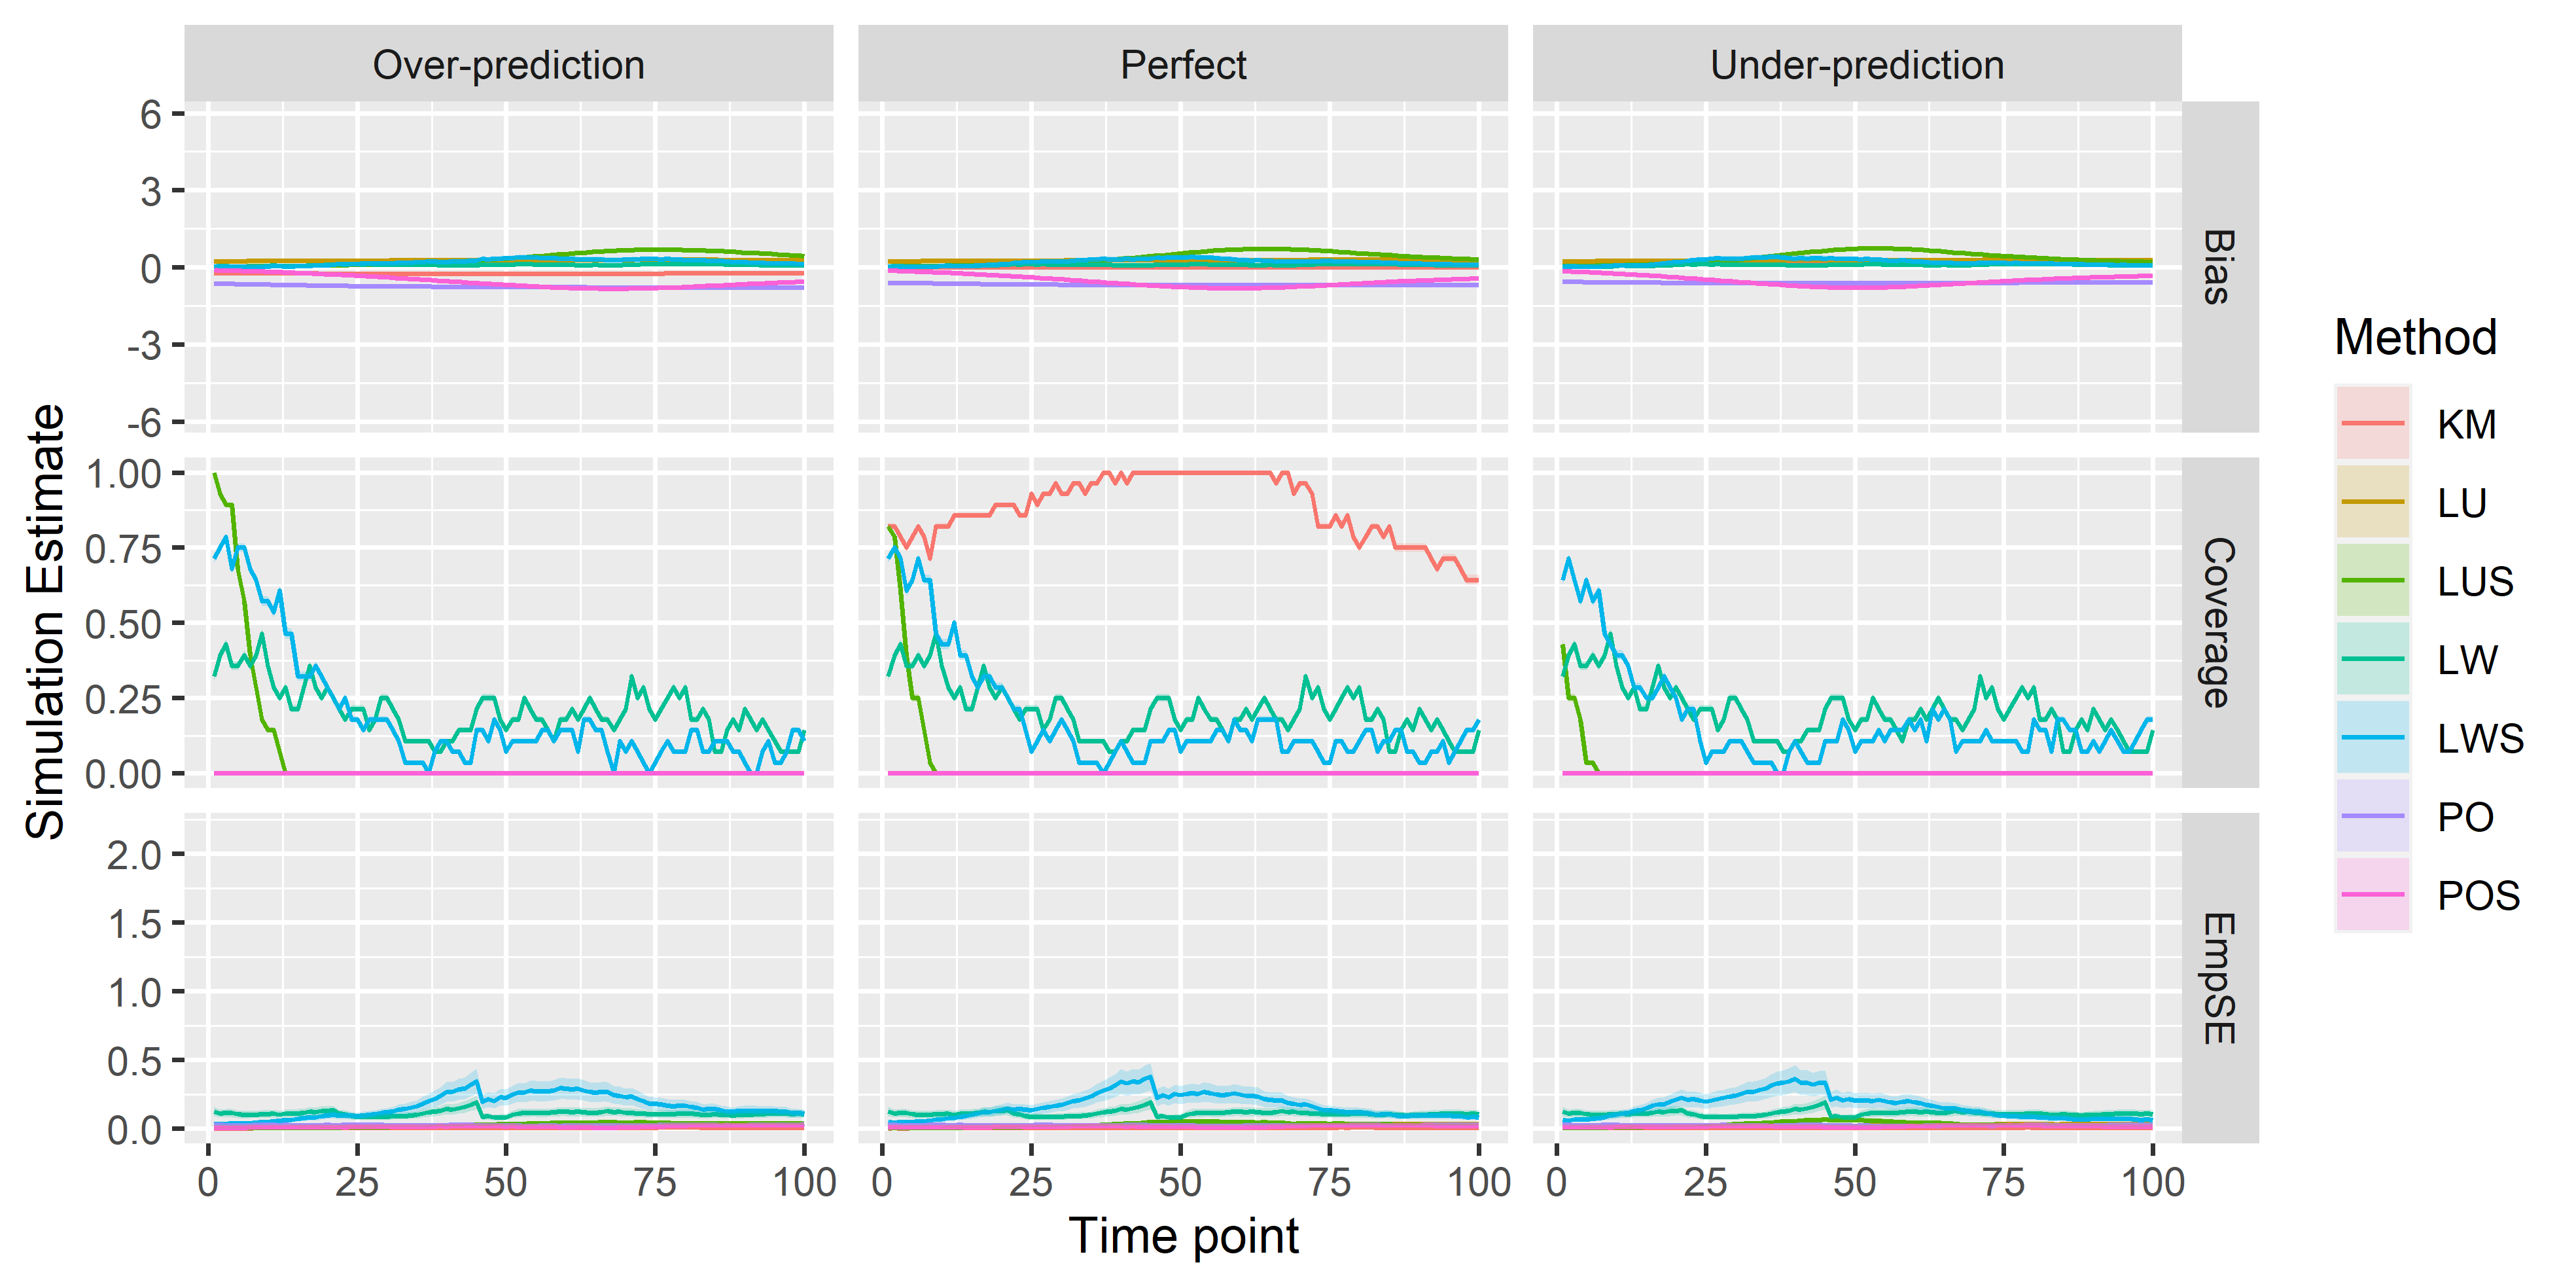 Over-prediction
Perfect
Under-prediction
6
3
0
-3
-6
Bias
1.00
0.75
0.50
0.25
0.00
Coverage
2.0
1.5
1.0
0.5
0.0
EmpSE
0 25 50 75 100
0 25 50 75 100
0 25 50 75 100
Time point
Simulation Estimate
Method
KM
LU
LUS
LW
LWS
PO
POS